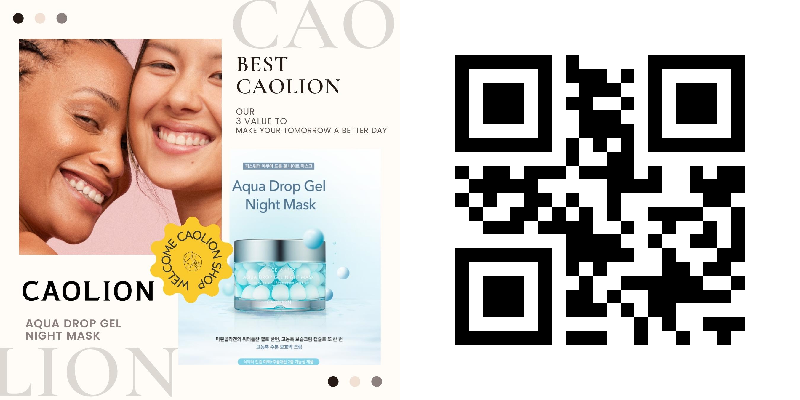 CAO
BEST
CAOLION
OUR
3 VALUE TO
MAKE YOUR TOMORROW A BETTER DAY
Aqua Drop Gel
Night Mask
WELCOME CAOLION SHOP
CAOLION
AQUA DROP GEL
NIGHT MASK
LION